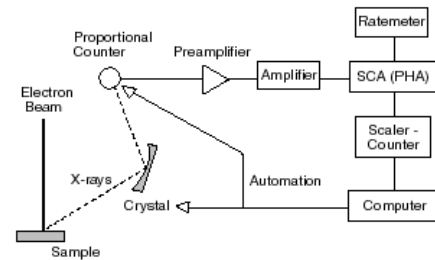 Ratemeter
Proportional
Counter
Preamplifier
Amplifier
SCA (PHA)
Electron
Beam
Scaler -
Counter
X-rays
Automation
Crystal
Computer
Sample